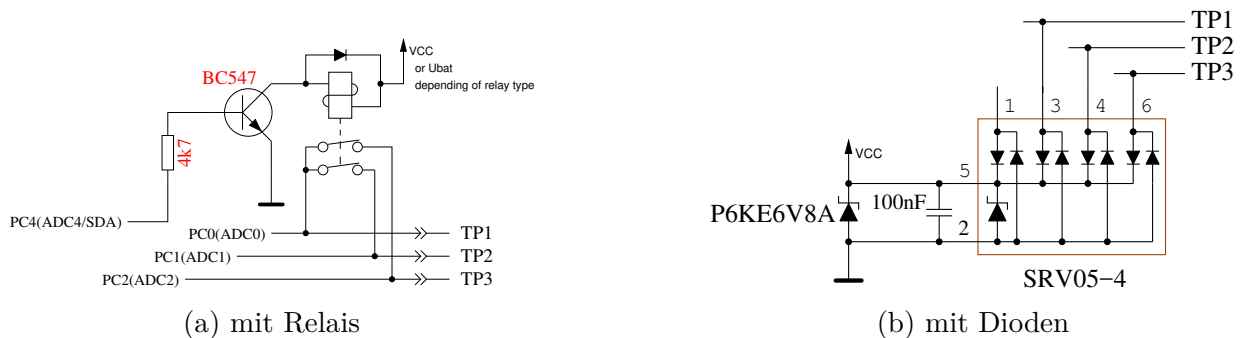 BC547
4k7
VCC
or Ubat
depending of relay type
PC4(ADC4/SDA)
PC0(ADC0)
TP1
PC1(ADC1)
TP2
PC2(ADC2)
TP3
(a) mit Relais
TP1
TP2
TP3
1
3
4
6
VCC
5
P6KE6V8A
100nF
2
SRV05−4
(b) mit Dioden